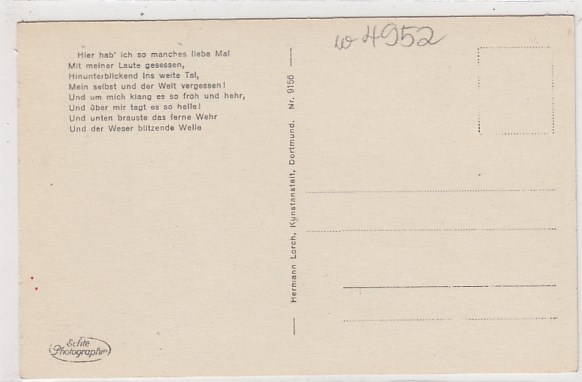 w 4952
Hier hab' ich so manches liebe Mal
Mit meiner Laute gesessen,
Hinunterblickend ins weite Tal,
Mein selbst und der Welt vergessen!
Und um mich klang es so froh und hehr,
Und über mir tagt es so helle!
Und unten brauste das ferne Wehr
Und der Weser blitzende Welle
Hermann Lorch, Kunstanstalt, Dortmund. Nr. 9156
Echte
Photographie